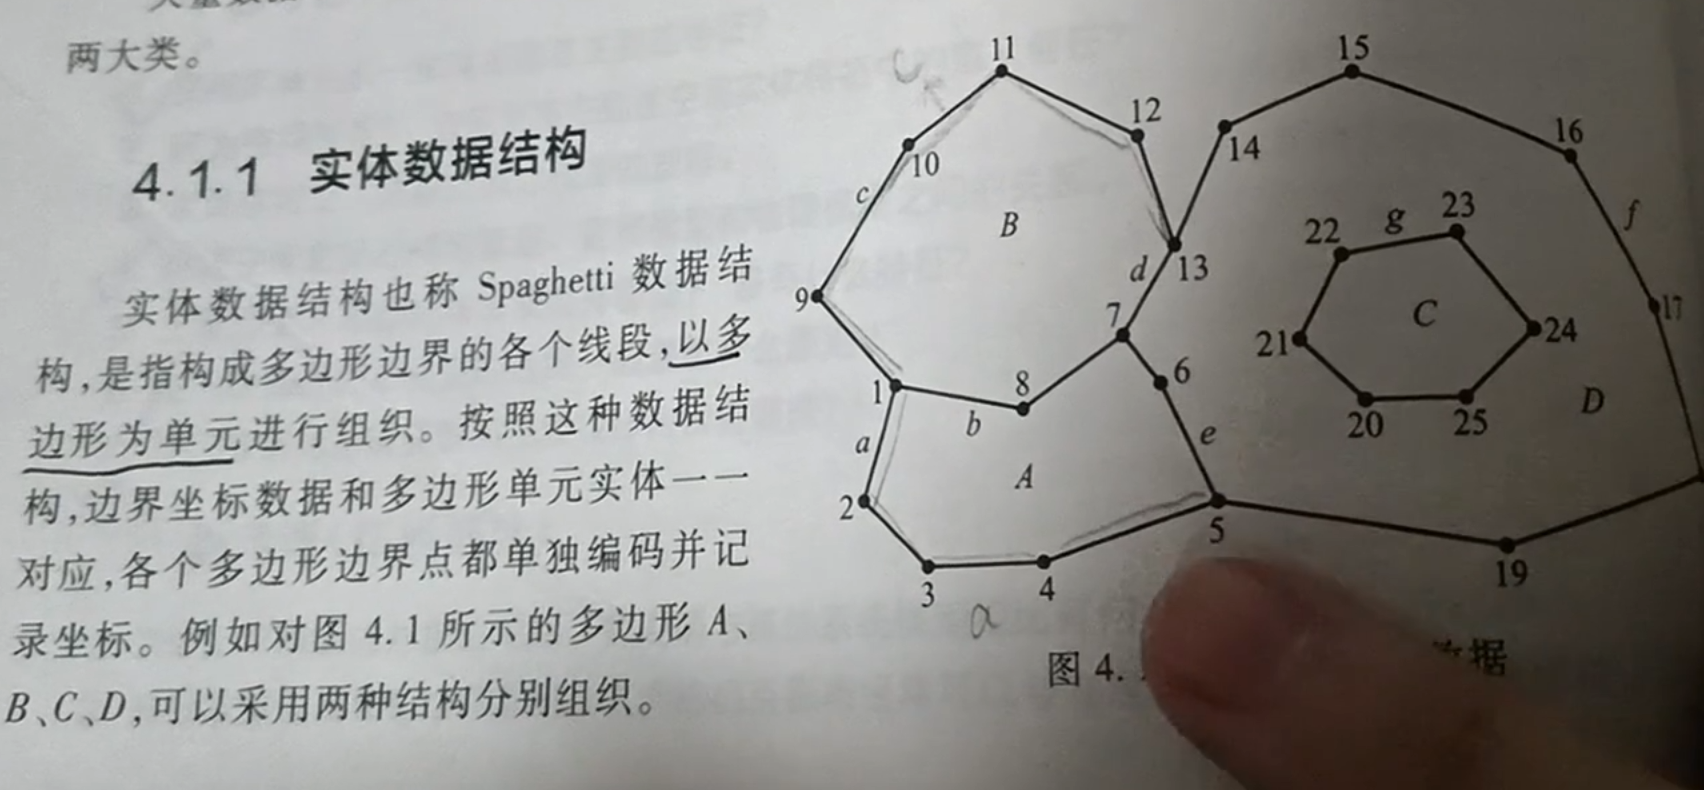 两大类。
4.1.1 实体数据结构
实体数据结构也称 Spaghetti 数据结
构,是指构成多边形边界的各个线段,以多
边形为单元进行组织。按照这种数据结
构,边界坐标数据和多边形单元实体一一
对应,各个多边形边界点都单独编码并记
录坐标。例如对图 4.1 所示的多边形 A、
B、C、D,可以采用两种结构分别组织。
11
15
12
16
14
10
c
B
23
g
f
22
d
13
9
7
17
C
21
24
6
1
8
D
b
20
25
a
e
A
2
5
19
3
4
a
图 4.
数据